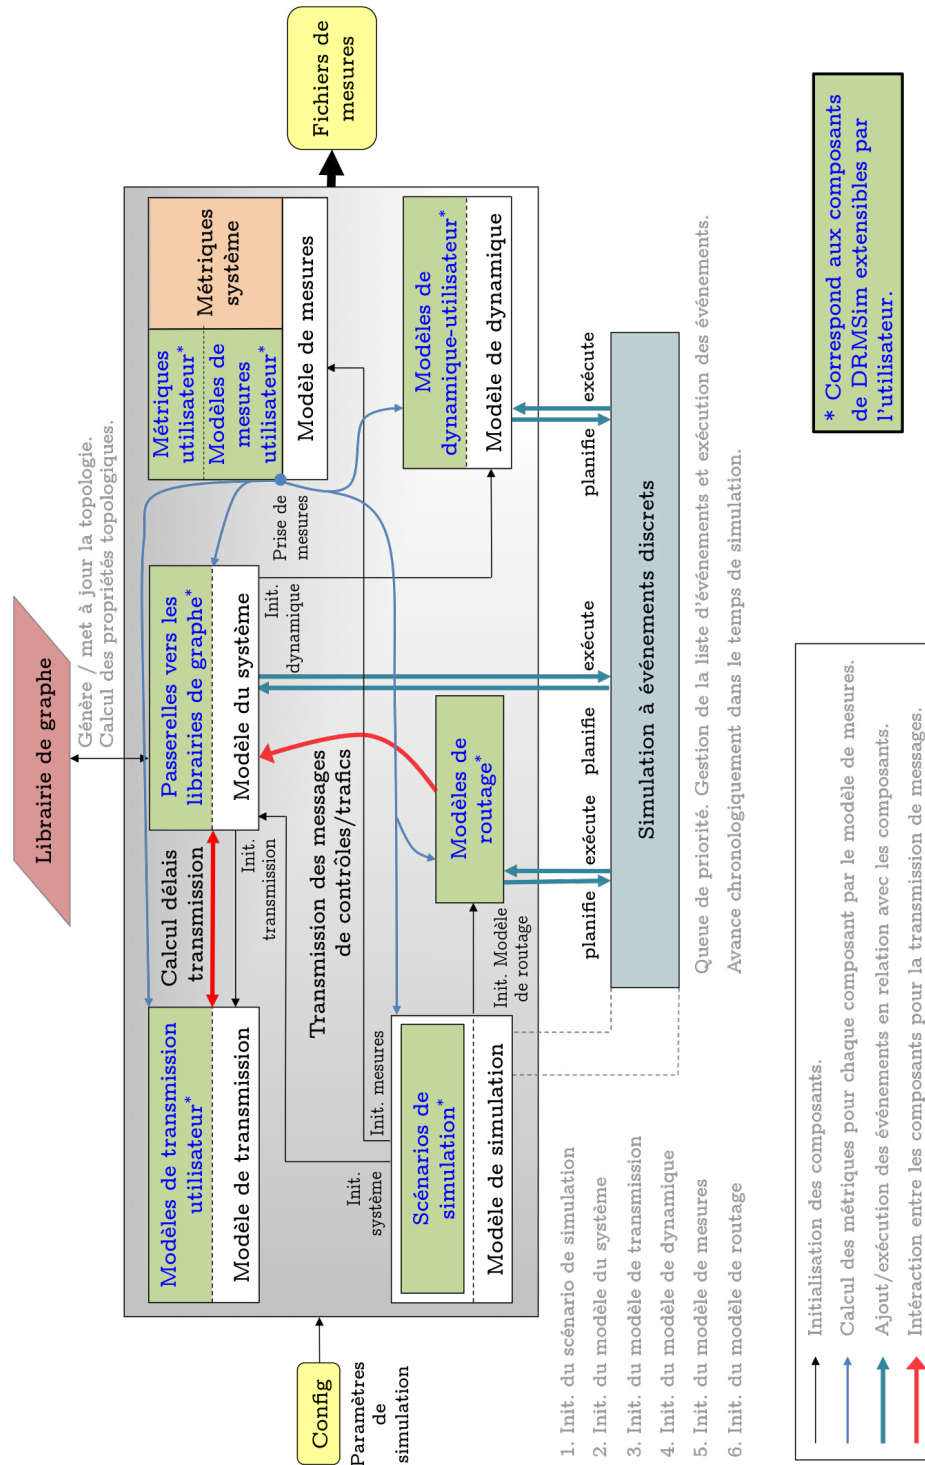 Librairie de graphe
Génère / met à jour la topologie.
Calcul des propriétés topologiques.
Modèles de transmission
utilisateur*
Modèle de transmission
Calcul délais
transmission
Passerelles vers les
librairies de graphe*
Modèle du système
Métriques
utilisateur*
Modèles de
mesures
utilisateur*
Métriques
système
Modèle de mesures
Fichiers de
mesures
Init.
transmission
Init.
dynamique
Prise de
mesures
Transmission des messages
de contrôles/trafics
Config
Paramètres
de
simulation
Init.
système
Init. mesures
Scénarios de
simulation*
Modèle de simulation
Init. Modèle
de routage
Modèles de
routage*
Modèles de
dynamique-utilisateur*
Modèle de dynamique
planifie
exécute
planifie
exécute
planifie
exécute
Simulation à événements discrets
Queue de priorité. Gestion de la liste d'événements et exécution des événements.
Avance chronologiquement dans le temps de simulation.
1. Init. du scénario de simulation
2. Init. du modèle du système
3. Init. du modèle de transmission
4. Init. du modèle de dynamique
5. Init. du modèle de mesures
6. Init. du modèle de routage
Initialisation des composants.
Calcul des métriques pour chaque composant par le modèle de mesures.
Ajout/exécution des événements en relation avec les composants.
Intéraction entre les composants pour la transmission de messages.
* Correspond aux composants
de DRMSim extensibles par
l'utilisateur.